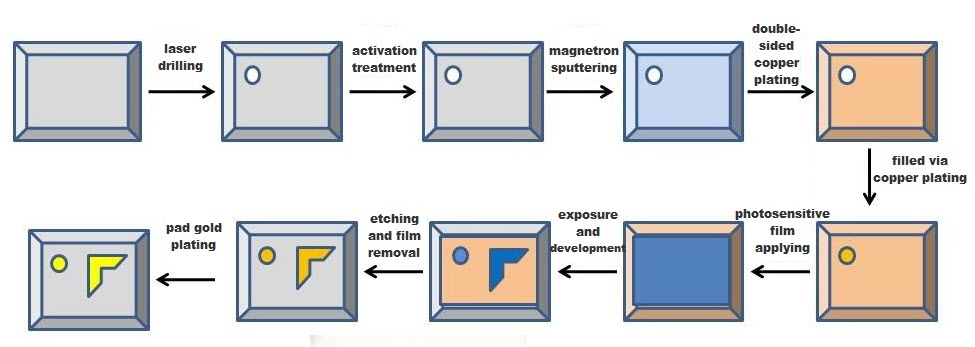 laser
drilling
activation
treatment
magnetron
sputtering
double-
sided
copper
plating
filled via
copper plating
photosensitive
film
applying
exposure
and
development
etching
and film
removal
pad gold
plating